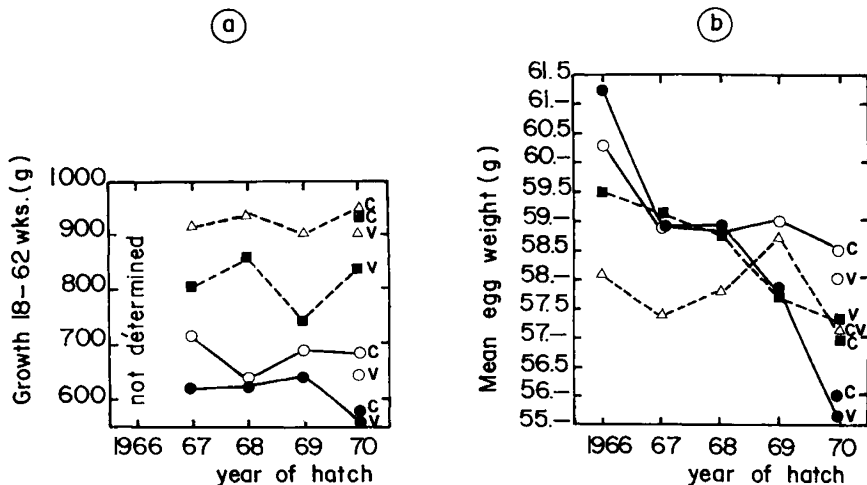 a
Growth 18-62 wks. (g)
1000
900
800
700
600
not détermined
C
C
V
V
C
V
C
V
1966 67 68 69 70
year of hatch
b
Mean egg weight (g)
61.5
61.-
60.5
60.-
59.5
59.-
58.5
58.-
57.5
57.-
56.5
56.-
55.-
C
V
V
CV
C
C
V
1966 67 68 69 70
year of hatch